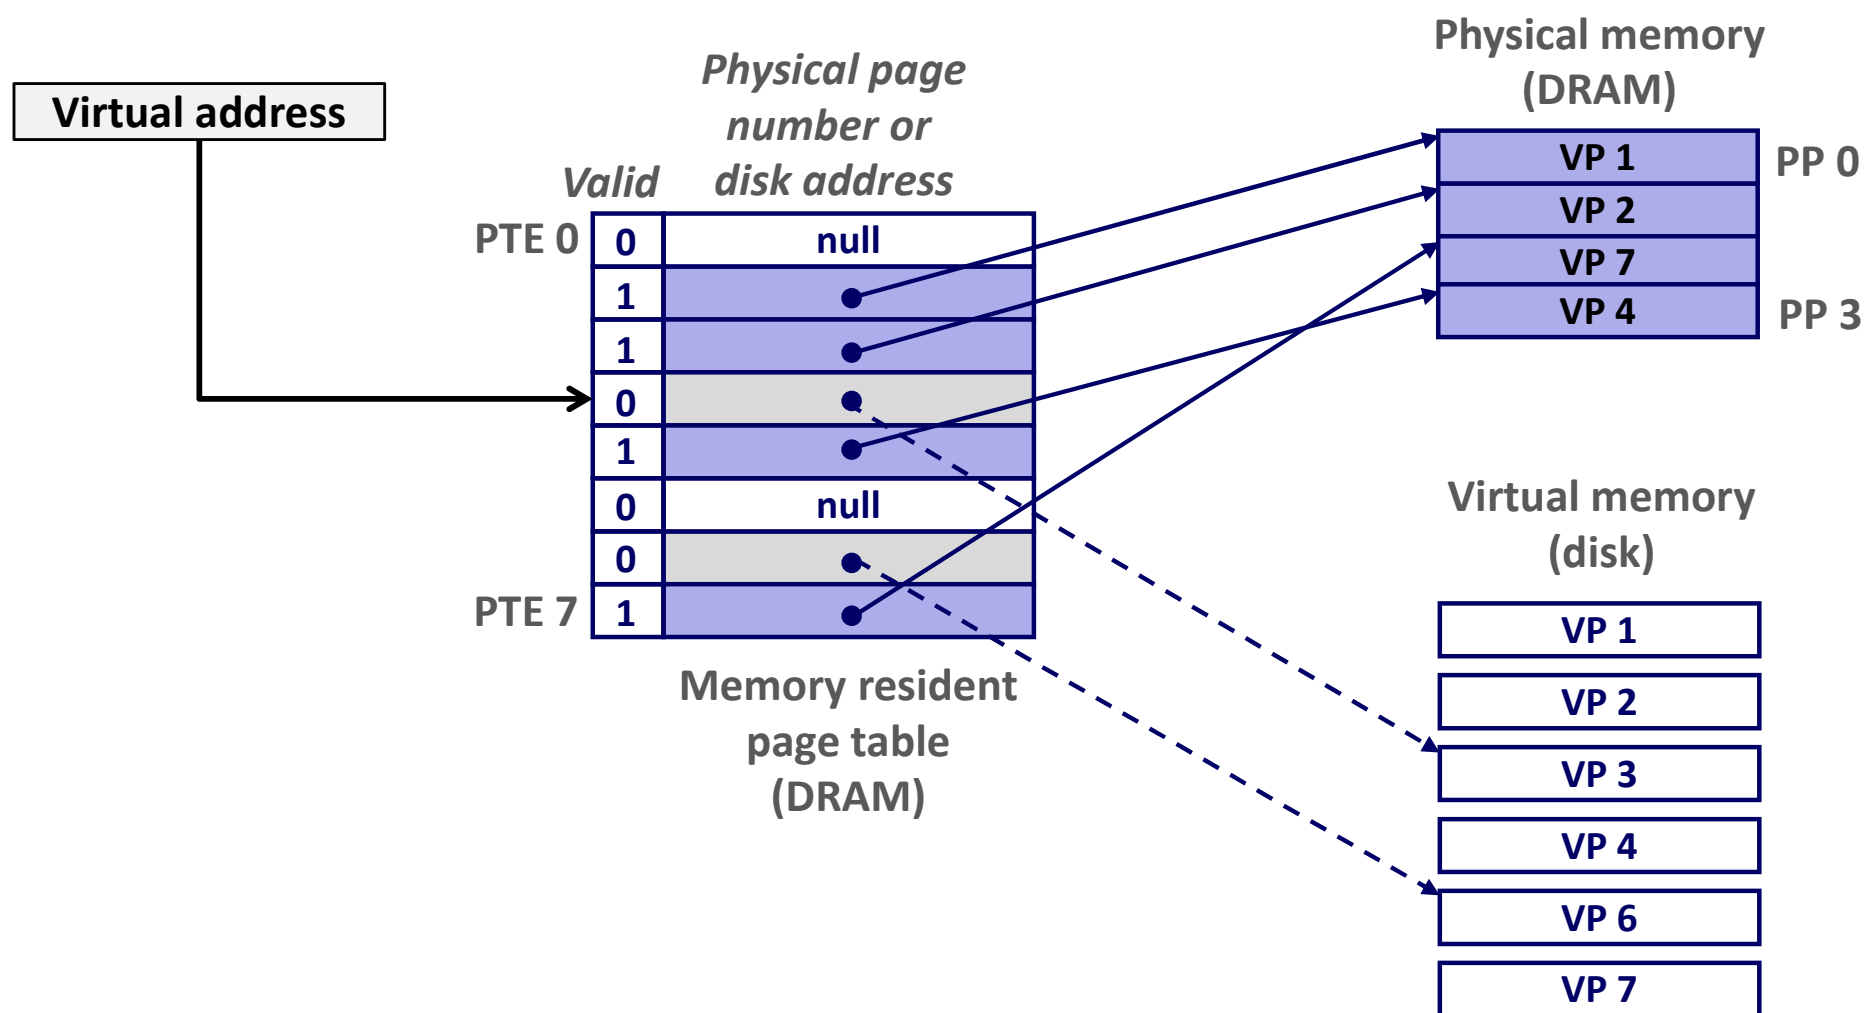 Virtual address
Physical page
number or
disk address
Valid
PTE 0
0
null
1
1
0
1
0
null
0
PTE 7
1
Memory resident
page table
(DRAM)
Physical memory
(DRAM)
VP 1
PP 0
VP 2
VP 7
VP 4
PP 3
Virtual memory
(disk)
VP 1
VP 2
VP 3
VP 4
VP 6
VP 7